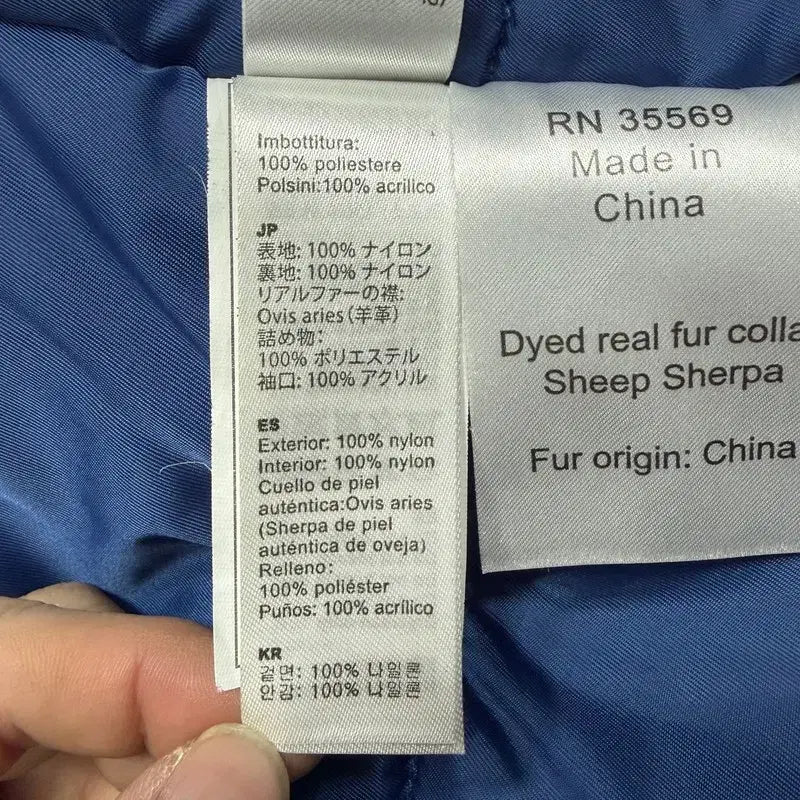 Imbottitura:
100% poliestere
Polsini:100% acrilico
JP
表地: 100% ナイロン
裏地: 100% ナイロン
リアルファーの襟:
Ovis aries (羊革)
詰め物:
100% ポリエステル
袖口: 100% アクリル
ES
Exterior: 100% nylon
Interior: 100% nylon
Cuello de piel
auténtica:Ovis aries
(Sherpa de piel
auténtica de oveja)
Relleno:
100% poliéster
Puños: 100% acrílico
KR
겉면: 100% 나일론
안감: 100% 나일론
RN 35569
Made in
China
Dyed real fur colla
Sheep Sherpa
Fur origin: China